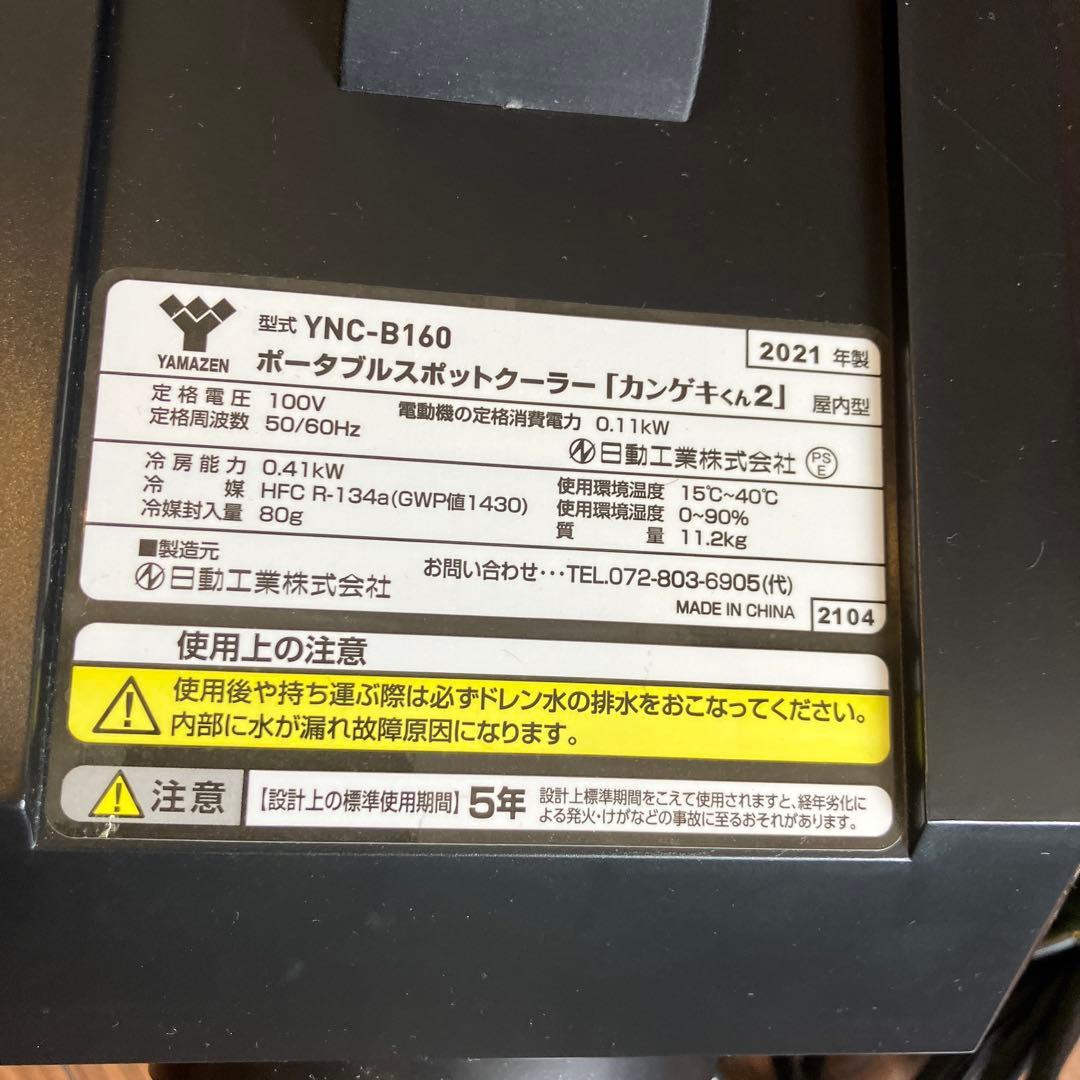 YAMAZEN
型式 YNC-B160
2021 年製
ポータブルスポットクーラー「カンゲキくん2」 屋内型
定格電圧 100V
定格周波数 50/60Hz
電動機の定格消費電力 0.11kW
日動工業株式会社 PSE
冷房能力 0.41kW
冷媒 HFC R-134a(GWP値1430)
冷媒封入量 80g
使用環境温度 15℃~40℃
使用環境湿度 0~90%
質量 11.2kg
■製造元
日動工業株式会社
お問い合わせ･･･TEL.072-803-6905(代)
MADE IN CHINA 2104
使用上の注意
使用後や持ち運ぶ際は必ずドレン水の排水をおこなってください。
内部に水が漏れ故障原因になります。
注意
【設計上の標準使用期間】5年
設計上標準期間をこえて使用されますと、経年劣化に
よる発火・けがなどの事故に至るおそれがあります。